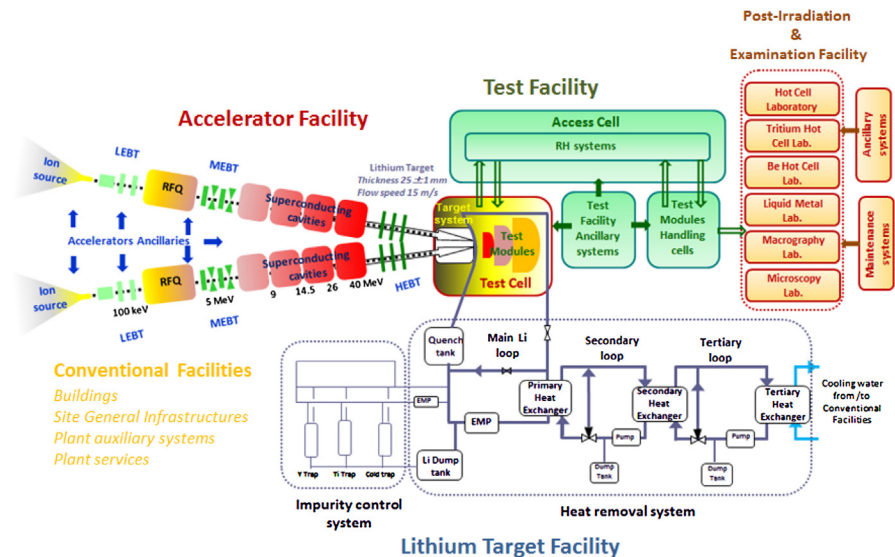 Post-Irradiation
&
Examination Facility
Test Facility
Accelerator Facility
Access Cell
RH systems
Hot Cell
Laboratory
Tritium Hot
Cell Lab.
Be Hot Cell
Lab.
Liquid Metal
Lab.
Macrography
Lab.
Microscopy
Lab.
Ancillary
systems
Maintenance
systems
Ion
source
LEBT
RFQ
MEBT
Superconducting
cavities
Lithium Target
Thickness 25 ±1 mm
Flow speed 15 m/s
Target
system
Test
Modules
Test Cell
Test
Facility
Ancillary
systems
Test
Modules
Handling
cells
Accelerators Ancillaries
Ion
source
RFQ
Superconducting
cavities
100 keV
5 MeV
9
14.5
26
40 MeV
HEBT
LEBT
MEBT
Conventional Facilities
Buildings
Site General Infrastructures
Plant auxiliary systems
Plant services
Quench
tank
Main Li
loop
Secondary
loop
Tertiary
loop
EMP
Primary
Heat
Exchanger
Secondary
Heat
Exchanger
Tertiary
Heat
Exchanger
Cooling water
from /to
Conventional
Facilities
EMP
Pump
Pump
Li Dump
tank
Dump
Tank
Dump
Tank
Y Trap
Ti Trap
Cold trap
Impurity control
system
Heat removal system
Lithium Target Facility